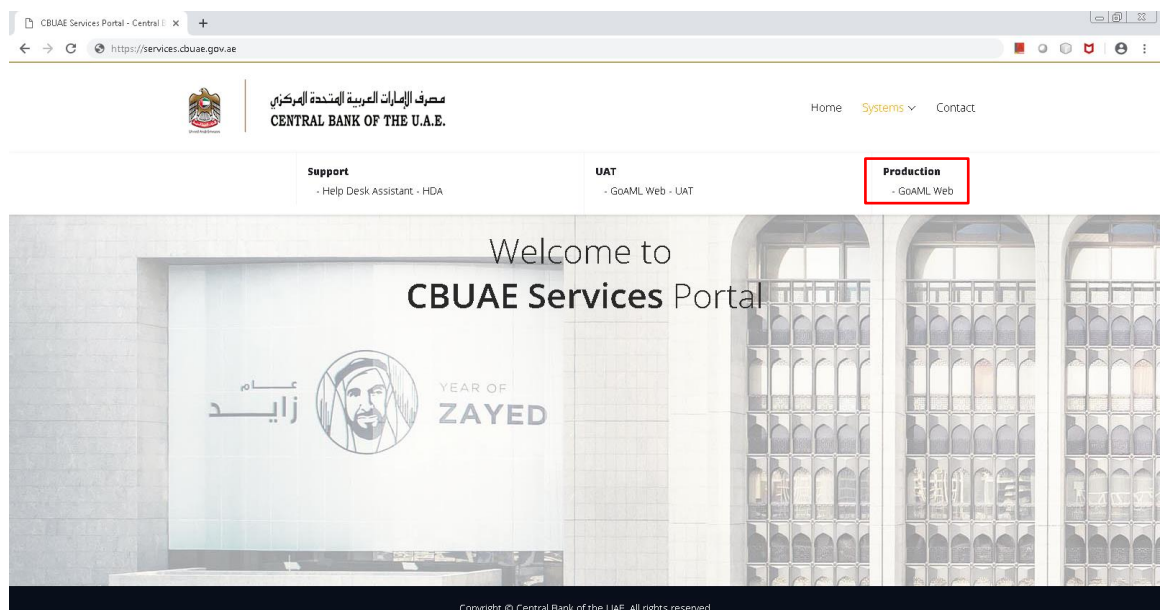 CBUAE Services Portal - Central
https://services.cbuae.gov.ae
مصرف الإمارات العربية المتحدة المركزي
CENTRAL BANK OF THE U.A.E.
Home Systems Contact
Support
- Help Desk Assistant - HDA
UAT
- GoAML Web - UAT
Production
- GoAML Web
Welcome to
CBUAE Services Portal
عام
زايد
YEAR OF
ZAYED
Copyright © Central Bank of the UAE. All rights reserved.